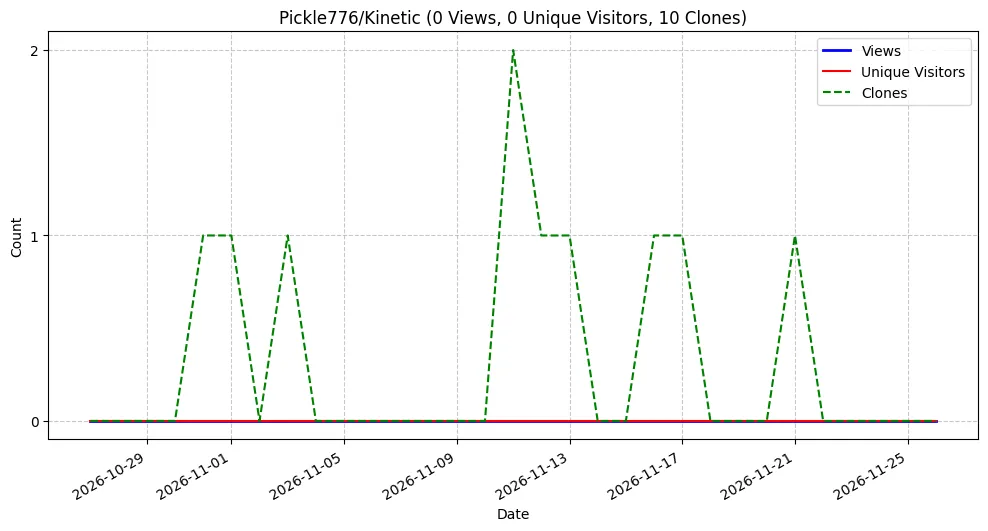 Pickle776/Kinetic (0 Views, 0 Unique Visitors, 10 Clones)
Views
Unique Visitors
Clones
Count
2
1
0
2026-10-29
2026-11-01
2026-11-05
2026-11-09
2026-11-13
2026-11-17
2026-11-21
2026-11-25
Date